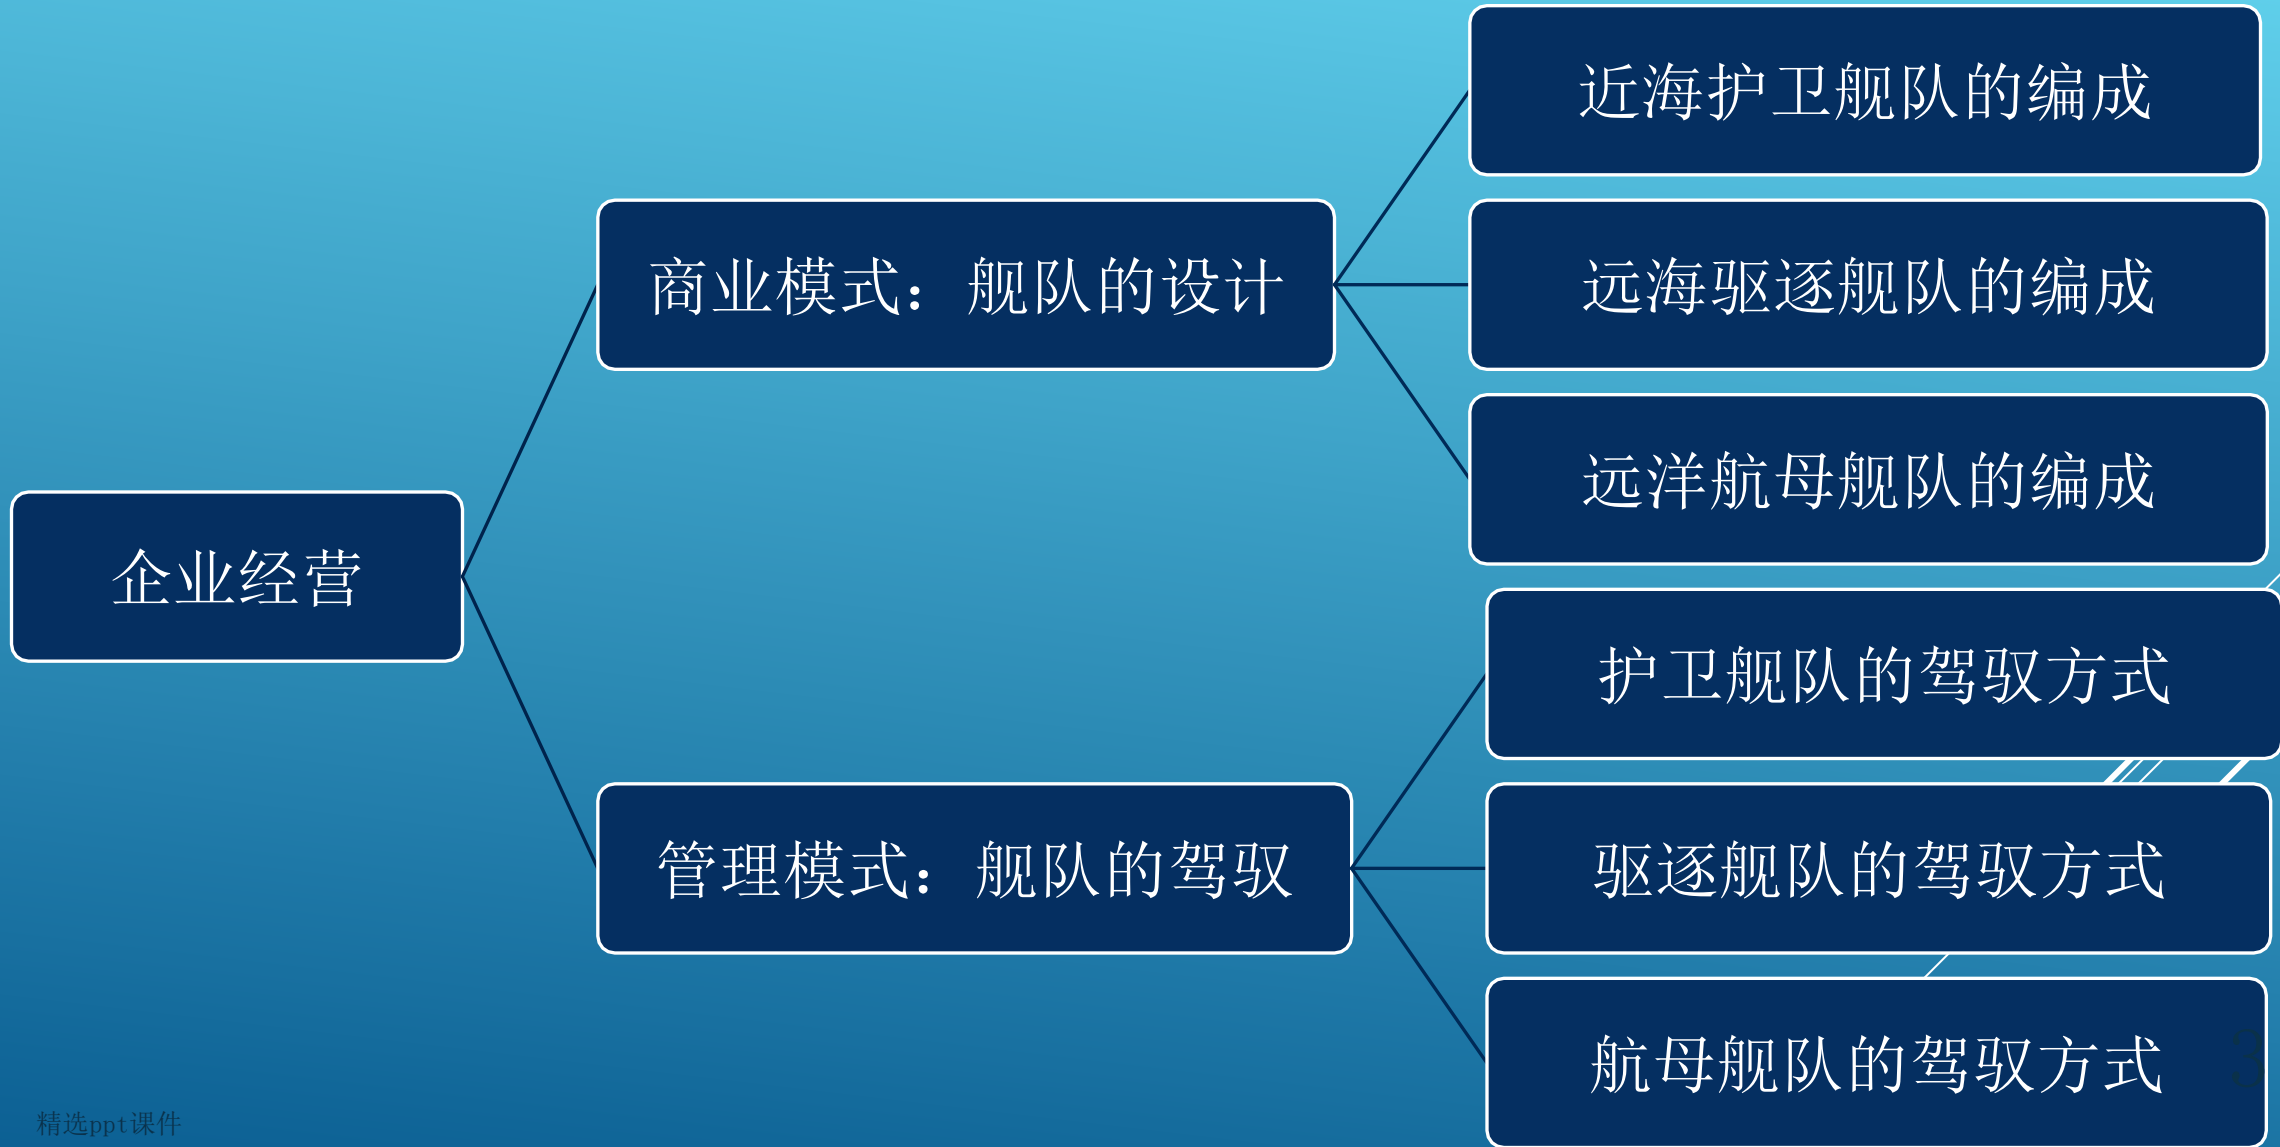 企业经营
商业模式：舰队的设计
近海护卫舰队的编成
远海驱逐舰队的编成
远洋航母舰队的编成
管理模式：舰队的驾驭
护卫舰队的驾驭方式
驱逐舰队的驾驭方式
航母舰队的驾驭方式
3
精选ppt课件